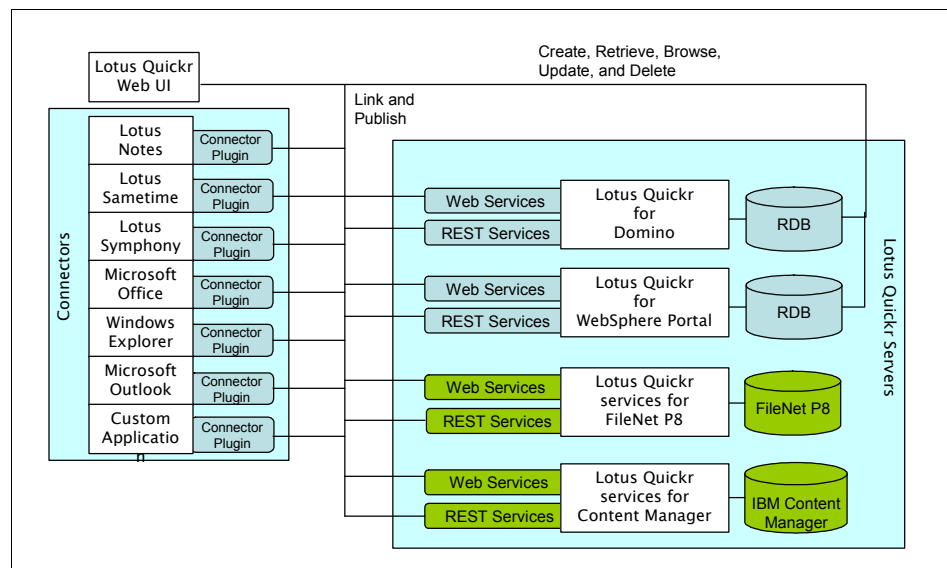 Lotus Quickr
Web UI
Create, Retrieve, Browse,
Update, and Delete
Link and
Publish
Connectors
Lotus
Notes
Connector
Plugin
Lotus
Sametime
Connector
Plugin
Lotus
Symphony
Connector
Plugin
Microsoft
Office
Connector
Plugin
Windows
Explorer
Connector
Plugin
Microsoft
Outlook
Connector
Plugin
Custom
Applicatio
n
Connector
Plugin
Web Services
REST Services
Lotus Quickr
for
Domino
RDB
Web Services
REST Services
Lotus Quickr
for
WebSphere Portal
RDB
Web Services
REST Services
Lotus Quickr
services for
FileNet P8
FileNet P8
Web Services
REST Services
Lotus Quickr
services for
Content Manager
IBM Content
Manager
Lotus Quickr Servers